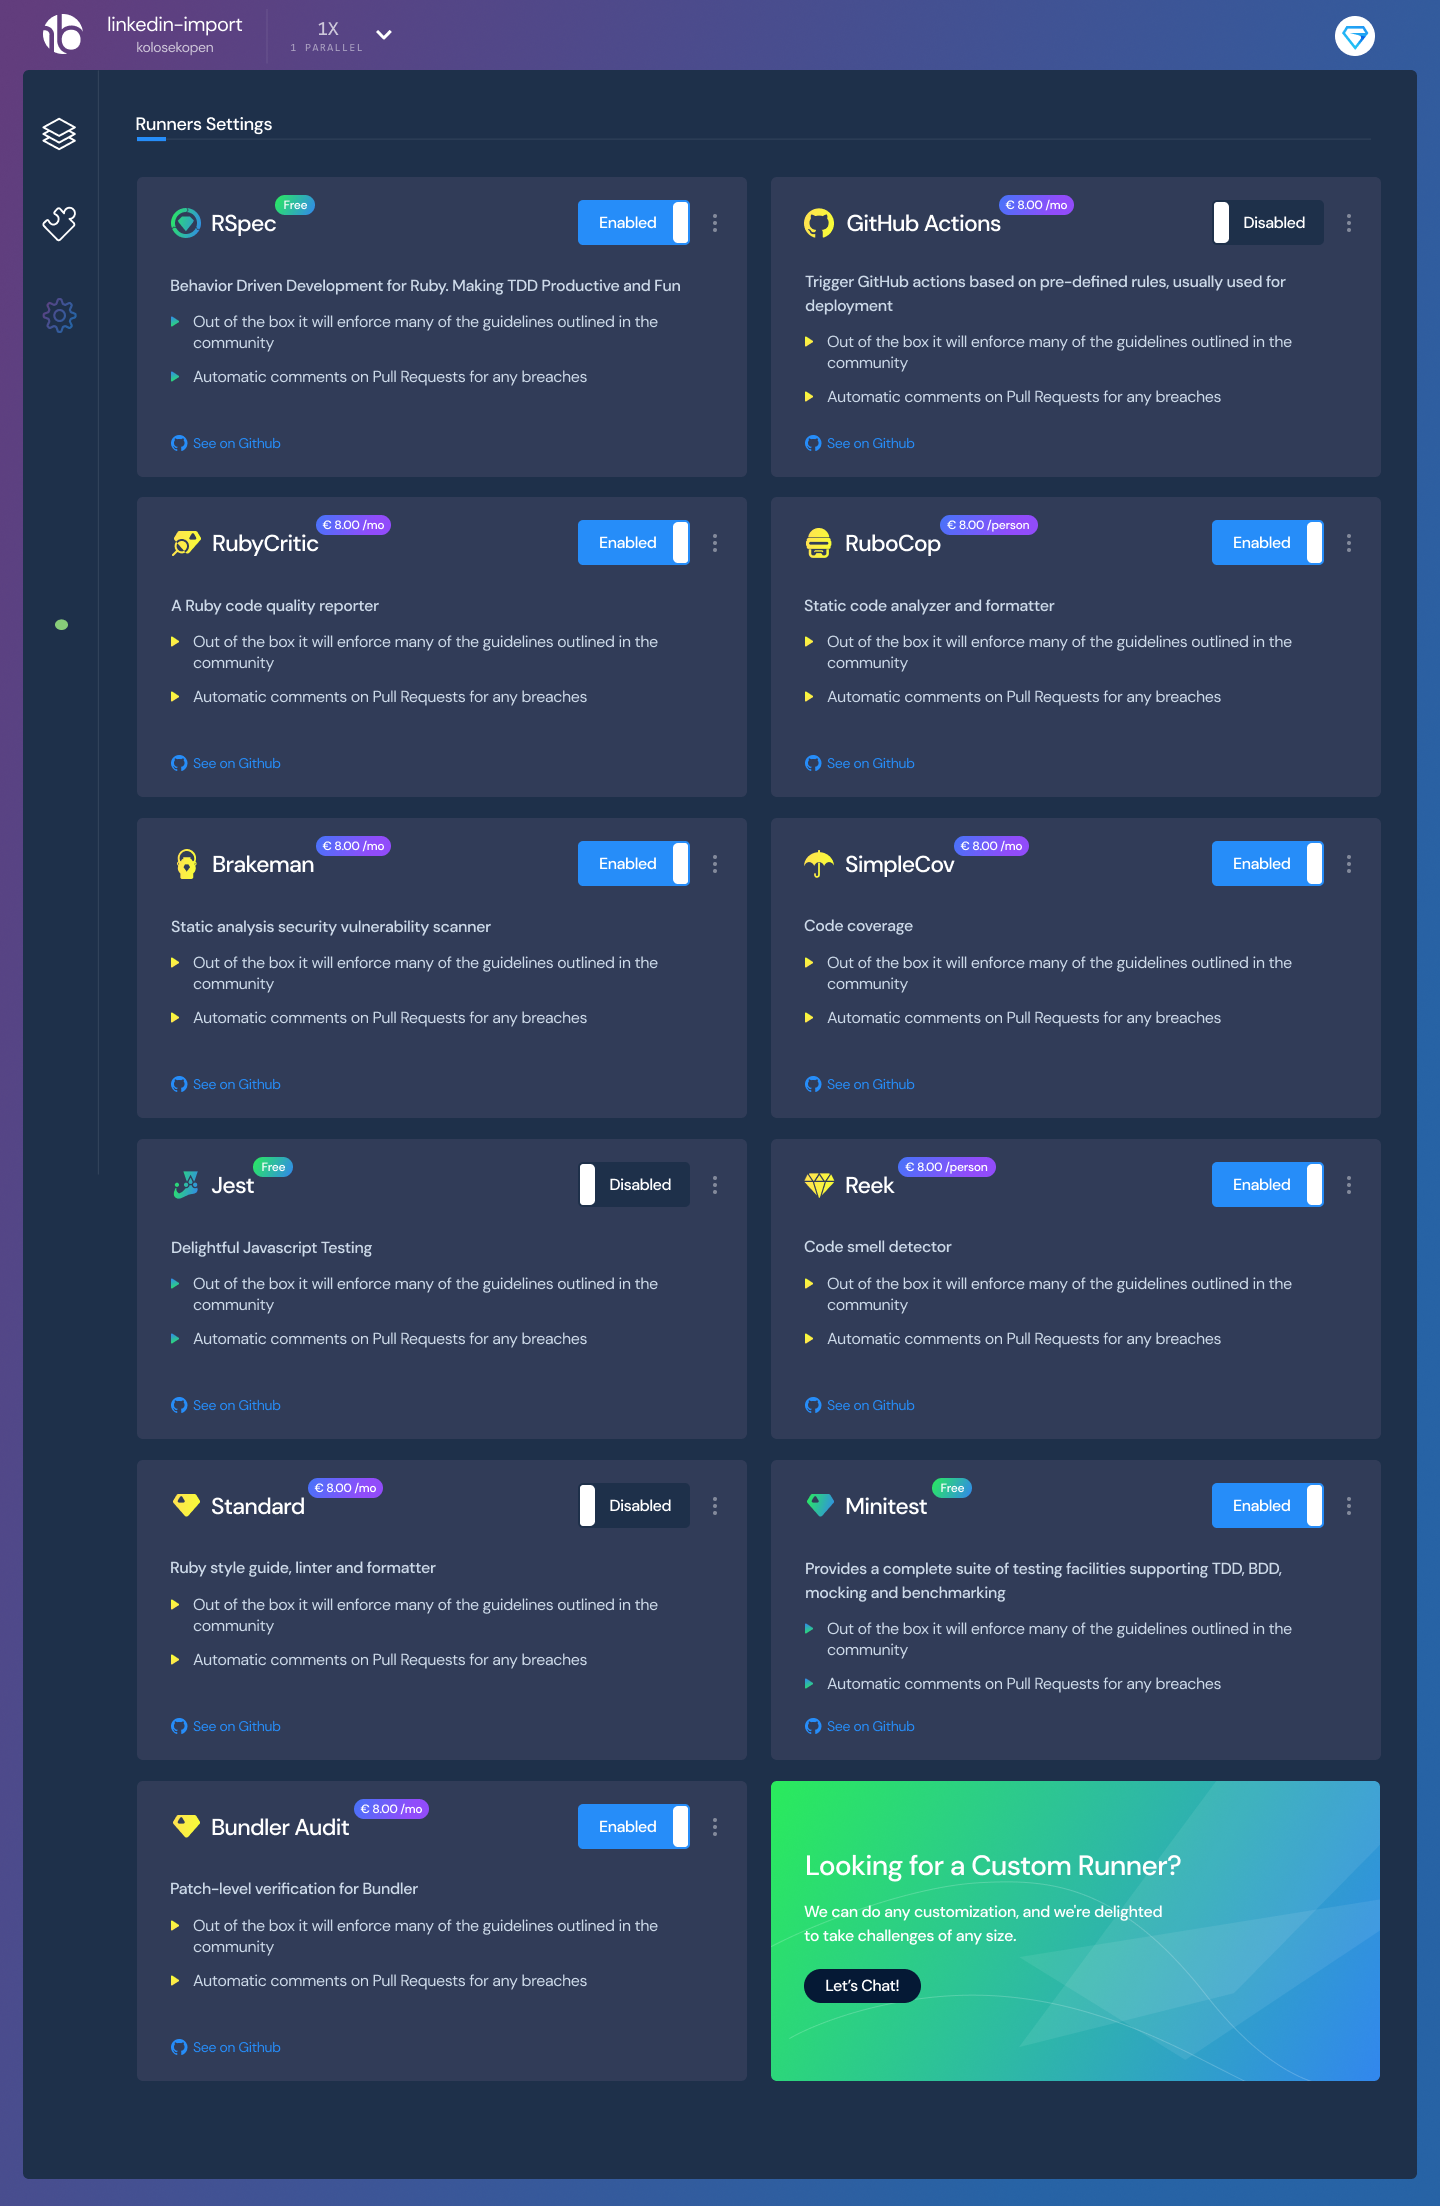 linkedin-import
kolosekopen
1X
1 PARALLEL
Runners Settings
RSpec
Free
Enabled
Behavior Driven Development for Ruby. Making TDD Productive and Fun
Out of the box it will enforce many of the guidelines outlined in the
community
Automatic comments on Pull Requests for any breaches
See on Github
GitHub Actions
€ 8.00 /mo
Disabled
Trigger GitHub actions based on pre-defined rules, usually used for
deployment
Out of the box it will enforce many of the guidelines outlined in the
community
Automatic comments on Pull Requests for any breaches
See on Github
RubyCritic
€ 8.00 /mo
Enabled
A Ruby code quality reporter
Out of the box it will enforce many of the guidelines outlined in the
community
Automatic comments on Pull Requests for any breaches
See on Github
RuboCop
€ 8.00 /person
Enabled
Static code analyzer and formatter
Out of the box it will enforce many of the guidelines outlined in the
community
Automatic comments on Pull Requests for any breaches
See on Github
Brakeman
€ 8.00 /mo
Enabled
Static analysis security vulnerability scanner
Out of the box it will enforce many of the guidelines outlined in the
community
Automatic comments on Pull Requests for any breaches
See on Github
SimpleCov
€ 8.00 /mo
Enabled
Code coverage
Out of the box it will enforce many of the guidelines outlined in the
community
Automatic comments on Pull Requests for any breaches
See on Github
Jest
Free
Disabled
Delightful Javascript Testing
Out of the box it will enforce many of the guidelines outlined in the
community
Automatic comments on Pull Requests for any breaches
See on Github
Reek
€ 8.00 /person
Enabled
Code smell detector
Out of the box it will enforce many of the guidelines outlined in the
community
Automatic comments on Pull Requests for any breaches
See on Github
Standard
€ 8.00 /mo
Disabled
Ruby style guide, linter and formatter
Out of the box it will enforce many of the guidelines outlined in the
community
Automatic comments on Pull Requests for any breaches
See on Github
Minitest
Free
Enabled
Provides a complete suite of testing facilities supporting TDD, BDD,
mocking and benchmarking
Out of the box it will enforce many of the guidelines outlined in the
community
Automatic comments on Pull Requests for any breaches
See on Github
Bundler Audit
€ 8.00 /mo
Enabled
Patch-level verification for Bundler
Out of the box it will enforce many of the guidelines outlined in the
community
Automatic comments on Pull Requests for any breaches
See on Github
Looking for a Custom Runner?
We can do any customization, and we're delighted
to take challenges of any size.
Let's Chat!